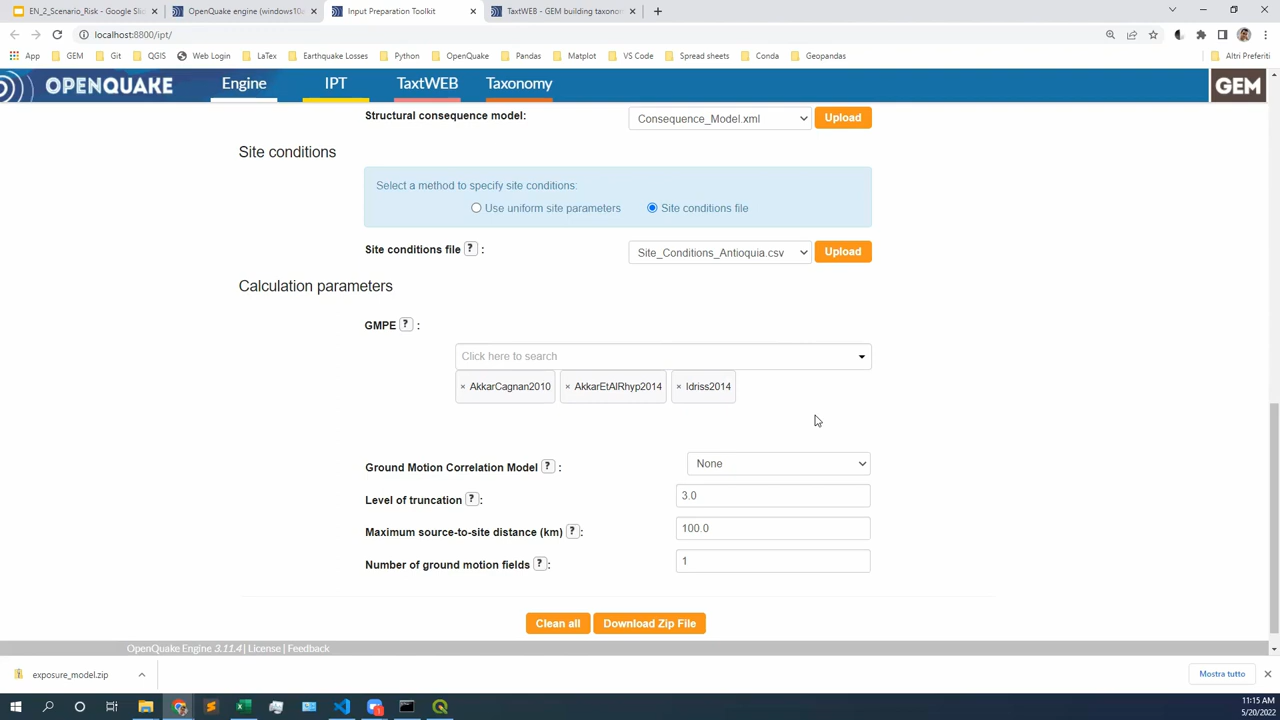 EN_2_Scenario_Risk - Google Slid
OpenQuake engine (windows10
Input Preparation Toolkit
TaxtWEB - GEM building taxonom
localhost:8800/ipt/
App
GEM
Git
QGIS
Web Login
LaTex
Earthquake Losses
Python
OpenQuake
Pandas
Matplot
VS Code
Spread sheets
Conda
Geopandas
Altri Preferiti
OPENQUAKE
Engine
IPT
TaxtWEB
Taxonomy
GEM
Structural consequence model:
Consequence_Model.xml
Upload
Site conditions
Select a method to specify site conditions:
Use uniform site parameters
Site conditions file
Site conditions file ? :
Site_Conditions_Antioquia.csv
Upload
Calculation parameters
GMPE ? :
Click here to search
× AkkarCagnan2010
× AkkarEtAlRhyp2014
× Idriss2014
Ground Motion Correlation Model ? :
None
Level of truncation ? :
3.0
Maximum source-to-site distance (km) ? :
100.0
Number of ground motion fields ? :
1
Clean all
Download Zip File
OpenQuake Engine 3.11.4 | License | Feedback
exposure_model.zip
Mostra tutto
11:15 AM
5/20/2022